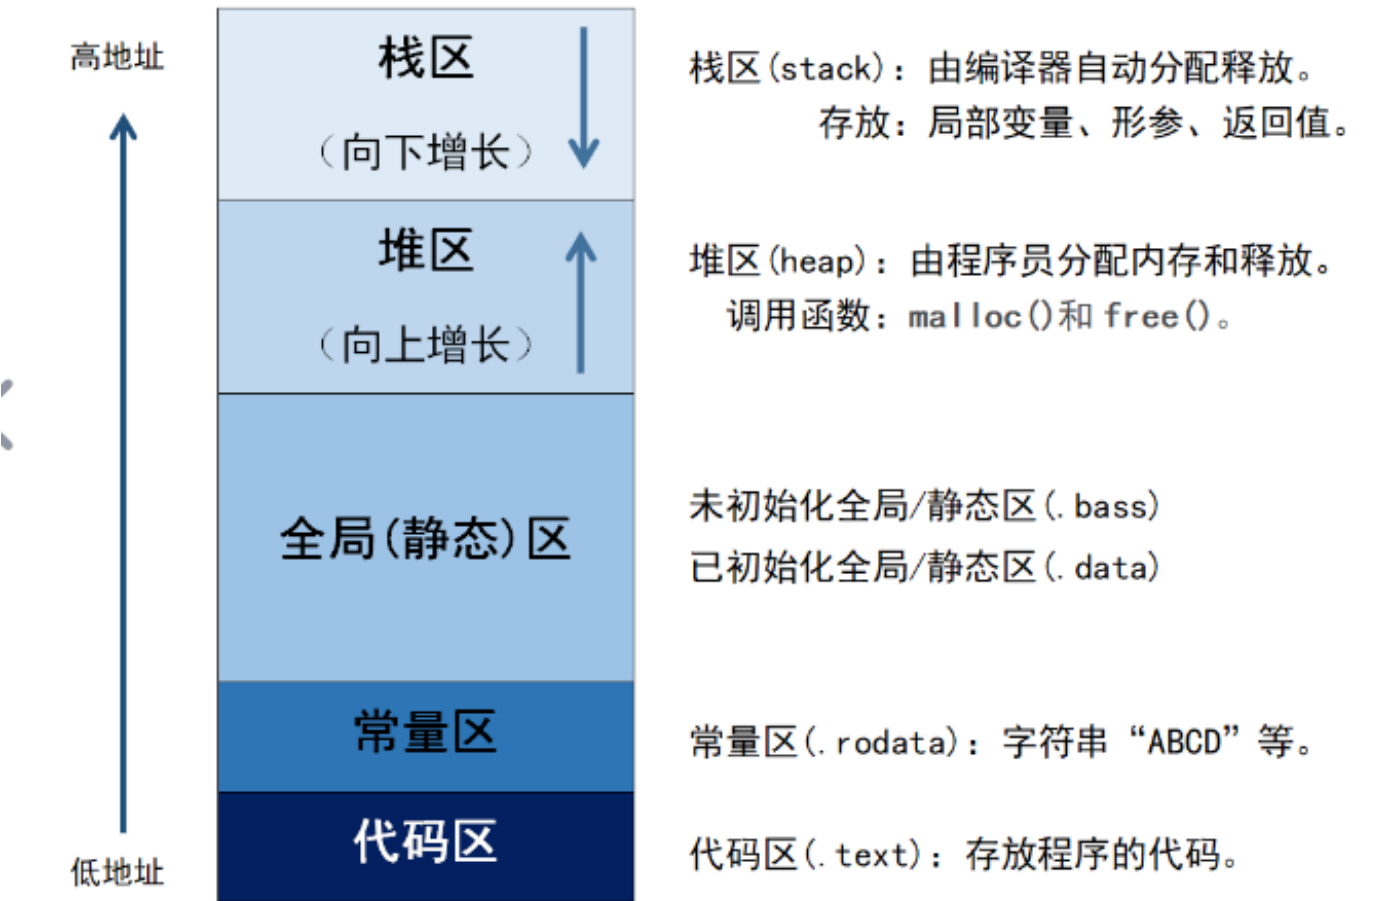 高地址
栈区
（向下增长）
栈区(stack)：由编译器自动分配释放。
存放：局部变量、形参、返回值。
堆区
（向上增长）
堆区(heap)：由程序员分配内存和释放。
调用函数：malloc()和 free()。
全局(静态)区
未初始化全局/静态区(.bass)
已初始化全局/静态区(.data)
常量区
常量区(.rodata)：字符串“ABCD”等。
代码区
代码区(.text)：存放程序的代码。
低地址